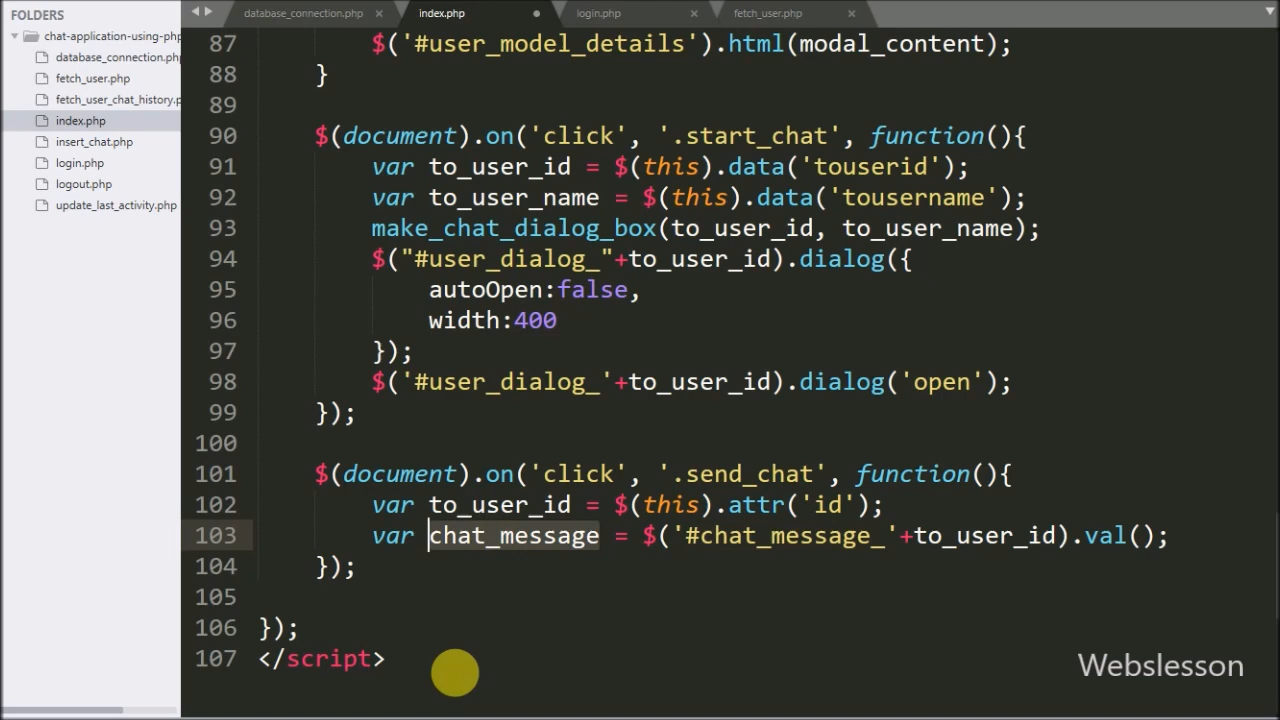 FOLDERS
chat-application-using-php
database_connection.php
fetch_user.php
fetch_user_chat_history.p
index.php
insert_chat.php
login.php
logout.php
update_last_activity.php
database_connection.php × index.php login.php × fetch_user.php ×
87 $('#user_model_details').html(modal_content);
88 }
89
90 $(document).on('click', '.start_chat', function(){
91 var to_user_id = $(this).data('touserid');
92 var to_user_name = $(this).data('tousername');
93 make_chat_dialog_box(to_user_id, to_user_name);
94 $("#user_dialog_"+to_user_id).dialog({
95 autoOpen:false,
96 width:400
97 });
98 $('#user_dialog_'+to_user_id).dialog('open');
99 });
100
101 $(document).on('click', '.send_chat', function(){
102 var to_user_id = $(this).attr('id');
103 var chat_message = $('#chat_message_'+to_user_id).val();
104 });
105
106 });
107 </script>
Webslesson